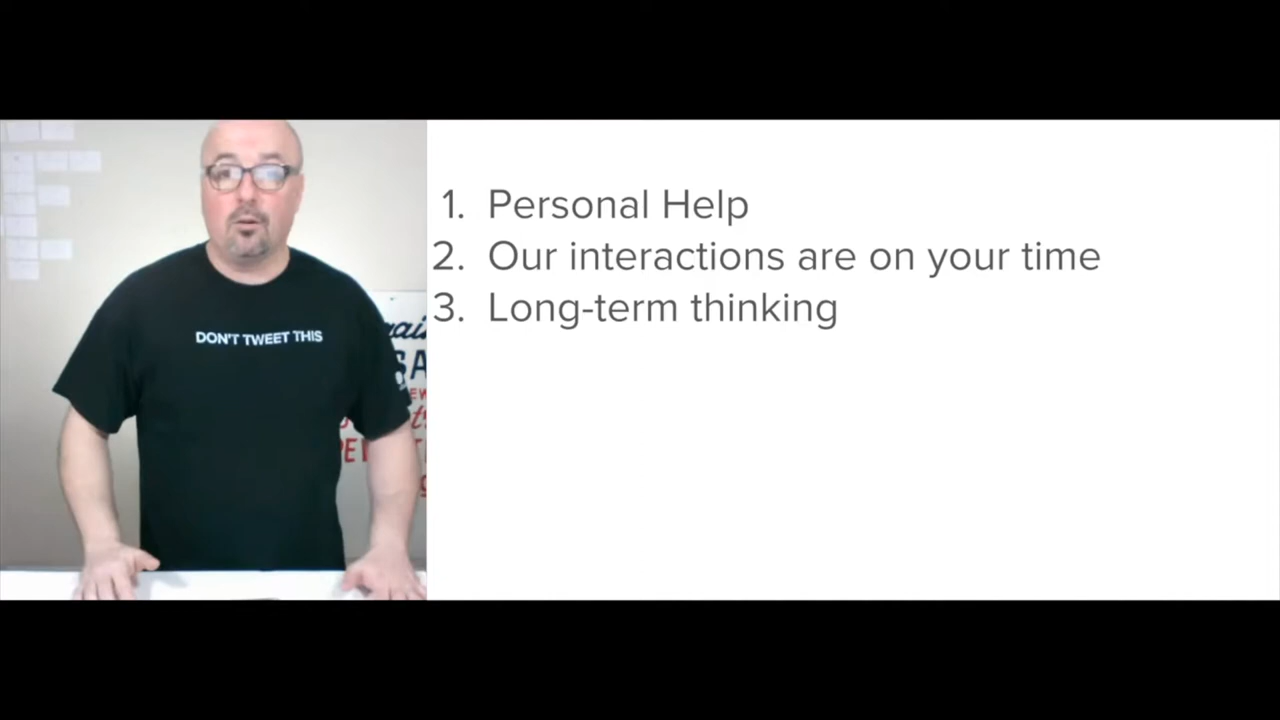 DON'T TWEET THIS
1. Personal Help
2. Our interactions are on your time
3. Long-term thinking